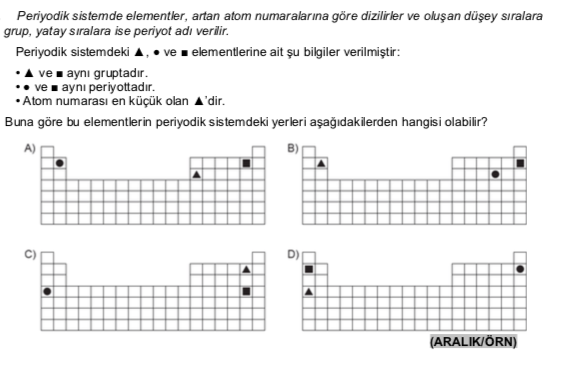 Periyodik sistemde elementler, artan atom numaralarına göre dizilirler ve oluşan düşey sıralara
grup, yatay sıralara ise periyot adı verilir.
Periyodik sistemdeki ▲, ● ve ■ elementlerine ait şu bilgiler verilmiştir:
• ▲ ve ■ aynı gruptadır.
• ● ve ■ aynı periyottadır.
• Atom numarası en küçük olan ▲'dir.
Buna göre bu elementlerin periyodik sistemdeki yerleri aşağıdakilerden hangisi olabilir?
A) B)
C) D)
(ARALIK/ÖRN)